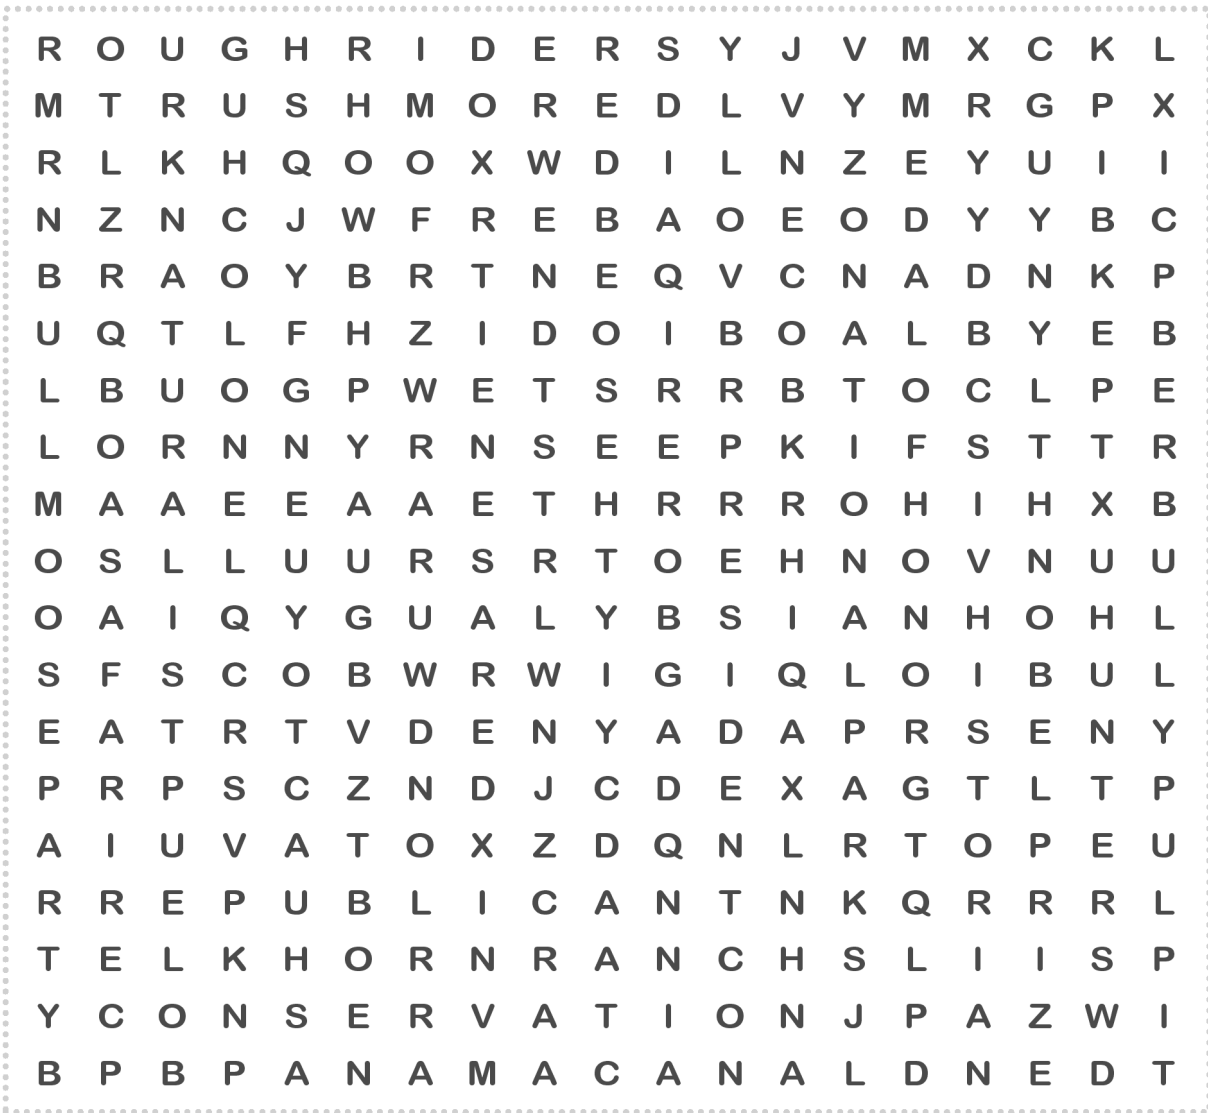 R O U G H R I D E R S Y J V M X C K L
M T R U S H M O R E D L V Y M R G P X
R L K H Q O O X W D I L N Z E Y U I I
N Z N C J W F R E B A O E O D Y Y B C
B R A O Y B R T N E Q V C N A D N K P
U Q T L F H Z I D O I B O A L B Y E B
L B U O G P W E T S R R B T O C L P E
L O R N N Y R N S E E P K I F S T T R
M A A E E A A E T H R R R O H I H X B
O S L L U U R S R T O E H N O V N U U
O A I Q Y G U A L Y B S I A N H O H L
S F S C O B W R W I G I Q L O I B U L
E A T R T V D E N Y A D A P R S E N Y
P R P S C Z N D J C D E X A G T L T P
A I U V A T O X Z D Q N L R T O P E U
R R E P U B L I C A N T N K Q R R R L
T E L K H O R N R A N C H S L I I S P
Y C O N S E R V A T I O N J P A Z W I
B P B P A N A M A C A N A L D N E D T